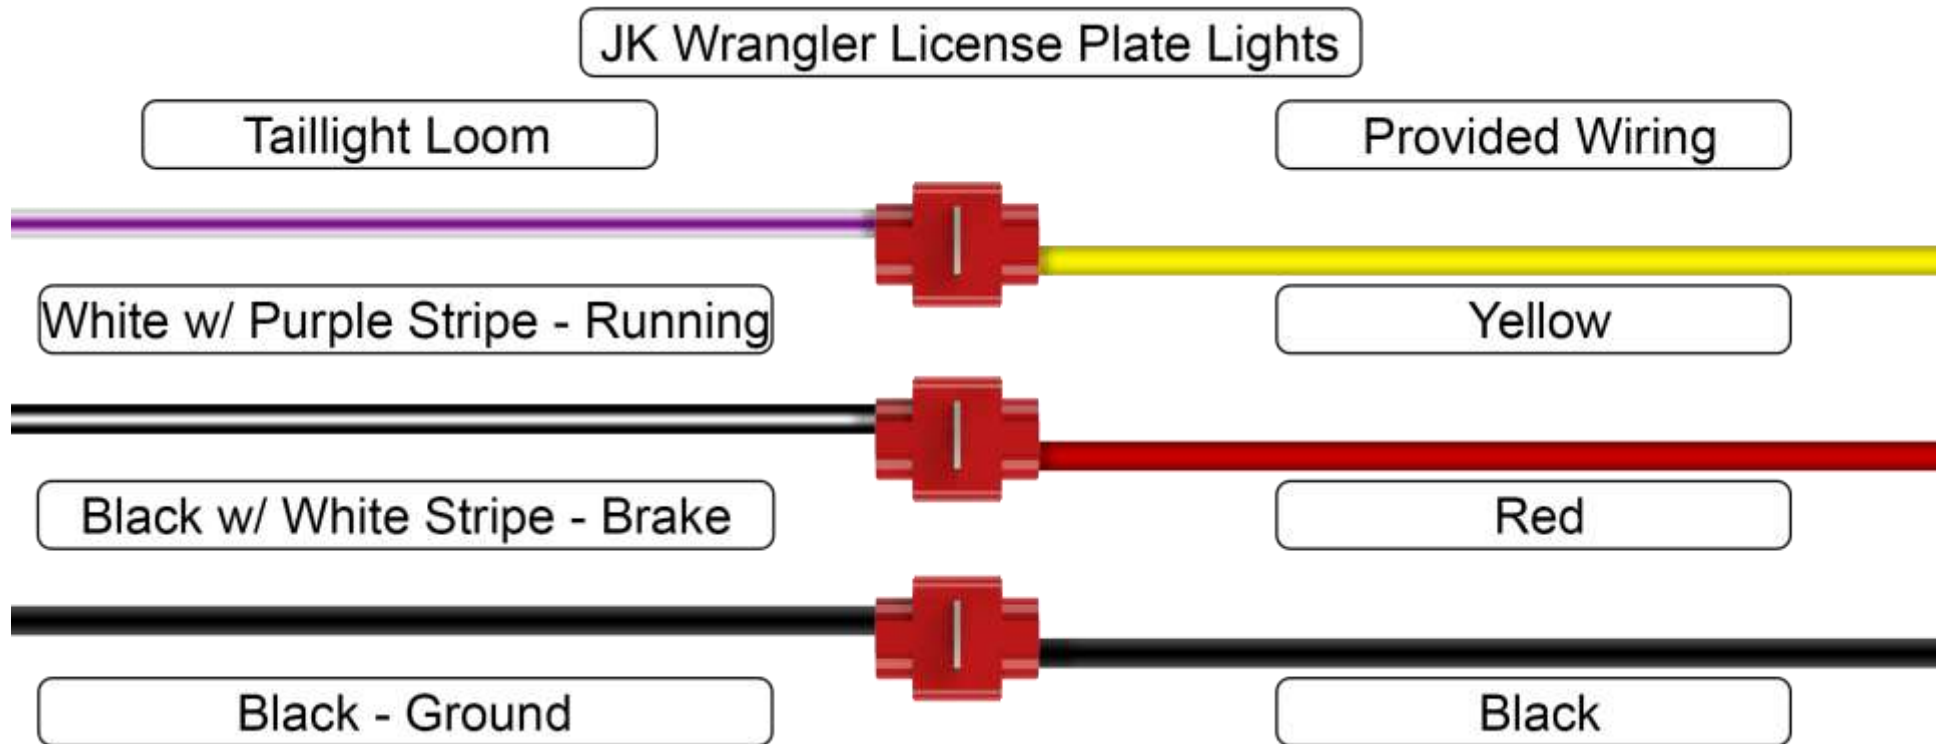 JK Wrangler License Plate Lights
Taillight Loom
Provided Wiring
White w/ Purple Stripe - Running
Yellow
Black w/ White Stripe - Brake
Red
Black - Ground
Black